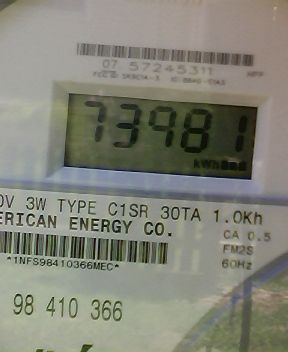 07 57245311
73981
kWh
0V 3W TYPE C1SR 30TA 1.0Kh
ERICAN ENERGY CO.
CA 0.5
*1NFS98410366MEC*
FM2S
60Hz
98 410 366